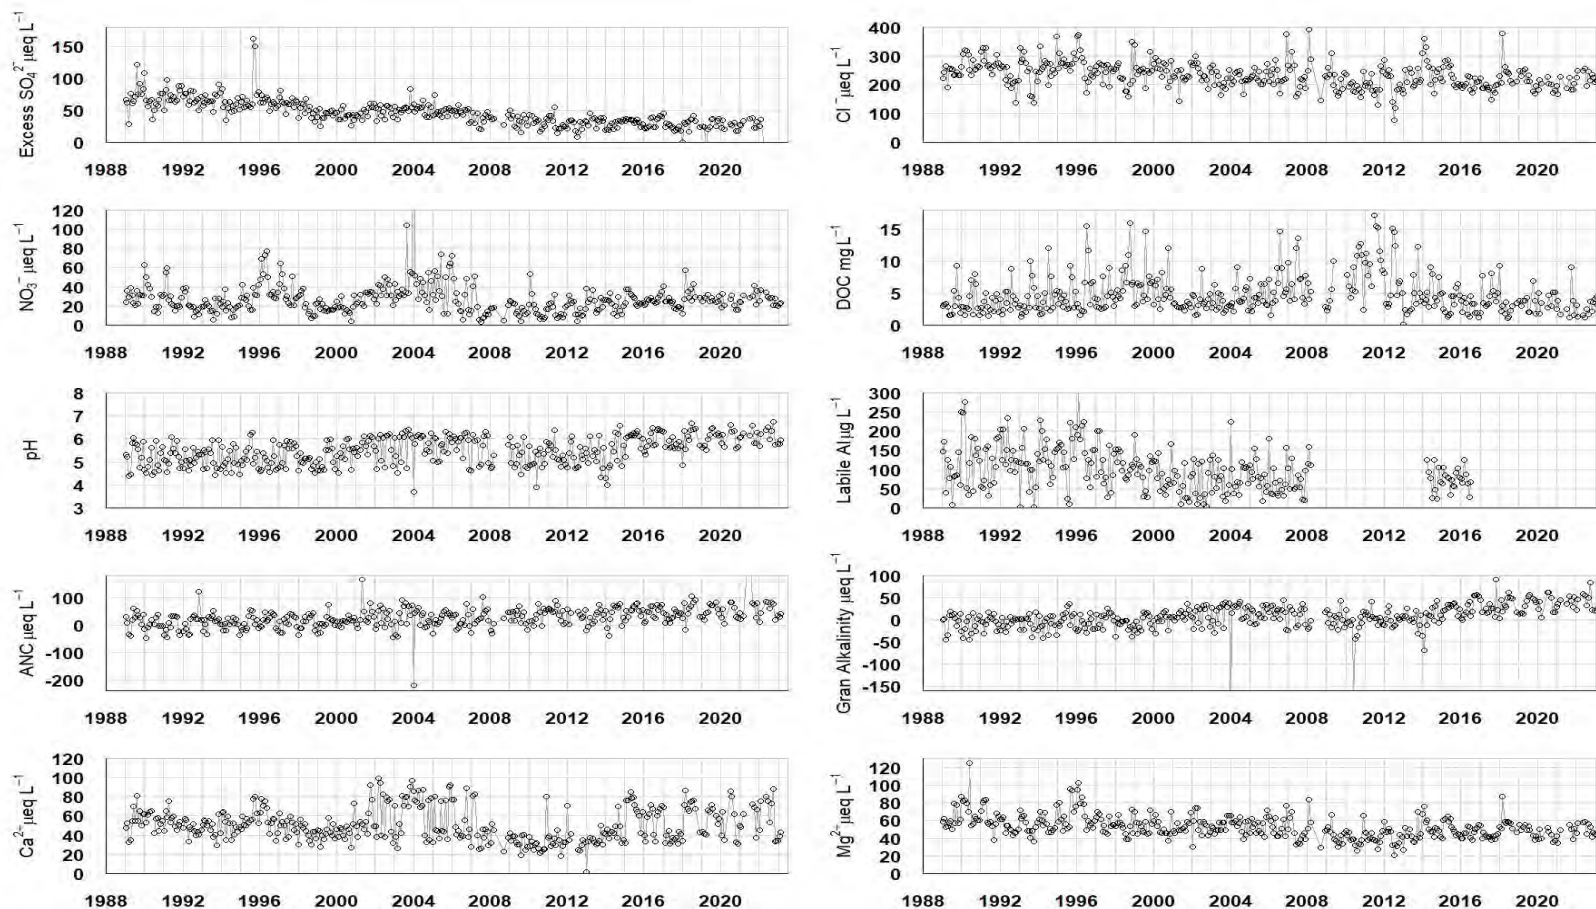 Excess SO₄²⁻ µeq L⁻¹
150
100
50
0
1988 1992 1996 2000 2004 2008 2012 2016 2020
Cl⁻ µeq L⁻¹
400
300
200
100
0
1988 1992 1996 2000 2004 2008 2012 2016 2020
NO₃⁻ µeq L⁻¹
120
100
80
60
40
20
0
1988 1992 1996 2000 2004 2008 2012 2016 2020
DOC mg L⁻¹
15
10
5
0
1988 1992 1996 2000 2004 2008 2012 2016 2020
pH
8
7
6
5
4
3
1988 1992 1996 2000 2004 2008 2012 2016 2020
Labile Alµg L⁻¹
300
250
200
150
100
50
0
1988 1992 1996 2000 2004 2008 2012 2016 2020
ANC µeq L⁻¹
100
0
-100
-200
1988 1992 1996 2000 2004 2008 2012 2016 2020
Gran Alkalinity µeq L⁻¹
100
50
0
-50
-100
-150
1988 1992 1996 2000 2004 2008 2012 2016 2020
Ca²⁻ µeq L⁻¹
120
100
80
60
40
20
0
1988 1992 1996 2000 2004 2008 2012 2016 2020
Mg²⁻ µeq L⁻¹
120
100
80
60
40
20
0
1988 1992 1996 2000 2004 2008 2012 2016 2020